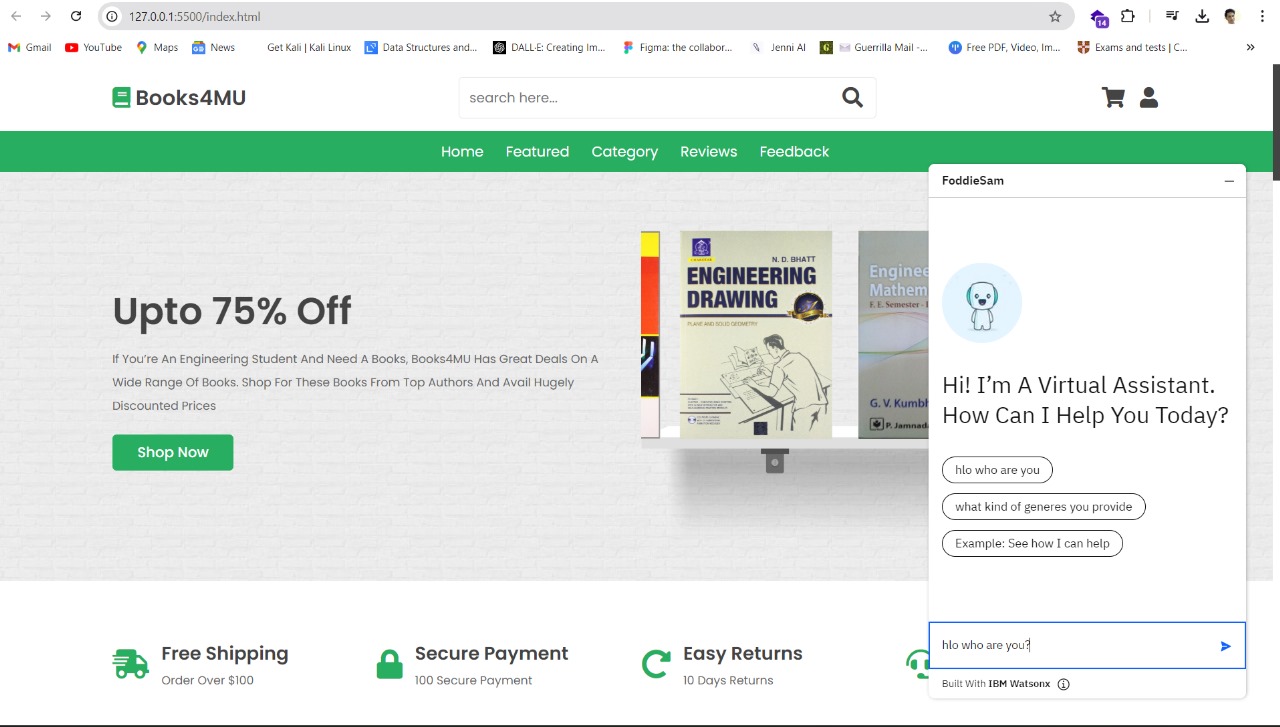 127.0.0.1:5500/index.html
14
Gmail
YouTube
Maps
News
Get Kali | Kali Linux
Data Structures and...
DALL·E: Creating Im...
Figma: the collabor...
Jenni AI
Guerrilla Mail -...
Free PDF, Video, Im...
Exams and tests | C...
Books4MU
search here...
Home Featured Category Reviews Feedback
Upto 75% Off
If You're An Engineering Student And Need A Books, Books4MU Has Great Deals On A
Wide Range Of Books. Shop For These Books From Top Authors And Avail Hugely
Discounted Prices
Shop Now
N. D. BHATT
ENGINEERING
DRAWING
PLANE AND SOLID GEOMETRY
Enginee
Mathem
F. E. Semester -
G. V. Kumbh
P. Jamnada
FoddieSam
Hi! I'm A Virtual Assistant.
How Can I Help You Today?
hlo who are you
what kind of generes you provide
Example: See how I can help
hlo who are you?
Built With IBM Watsonx
Free Shipping
Order Over $100
Secure Payment
100 Secure Payment
Easy Returns
10 Days Returns